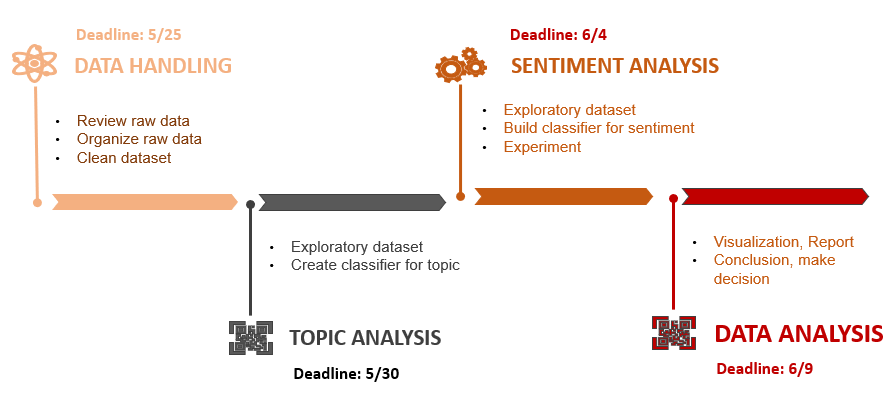 Deadline: 5/25
DATA HANDLING
• Review raw data
• Organize raw data
• Clean dataset
• Exploratory dataset
• Create classifier for topic
TOPIC ANALYSIS
Deadline: 5/30
Deadline: 6/4
SENTIMENT ANALYSIS
• Exploratory dataset
• Build classifier for sentiment
• Experiment
• Visualization, Report
• Conclusion, make
decision
DATA ANALYSIS
Deadline: 6/9